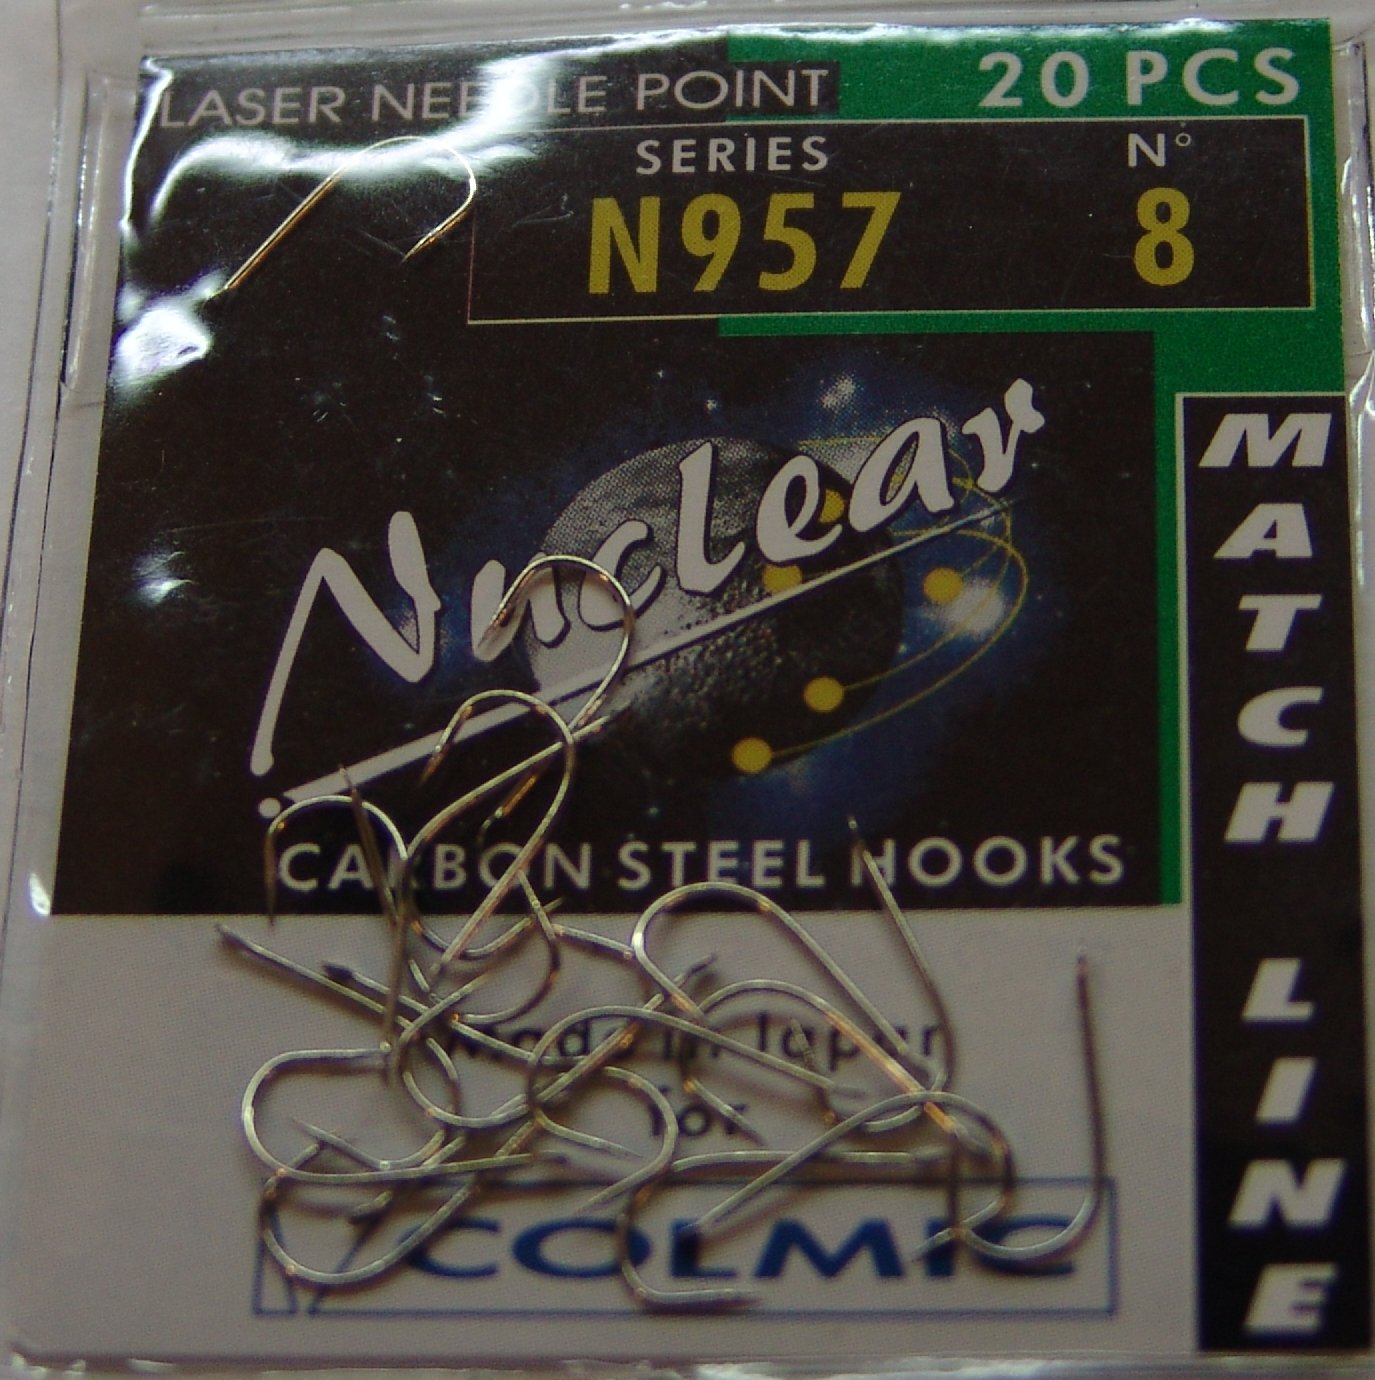 LASER NEEDLE POINT
20 PCS
SERIES
N°
N957
8
Nuclear
CARBON STEEL HOOKS
MATCH LINE
Made in Japan
for
COLMIC